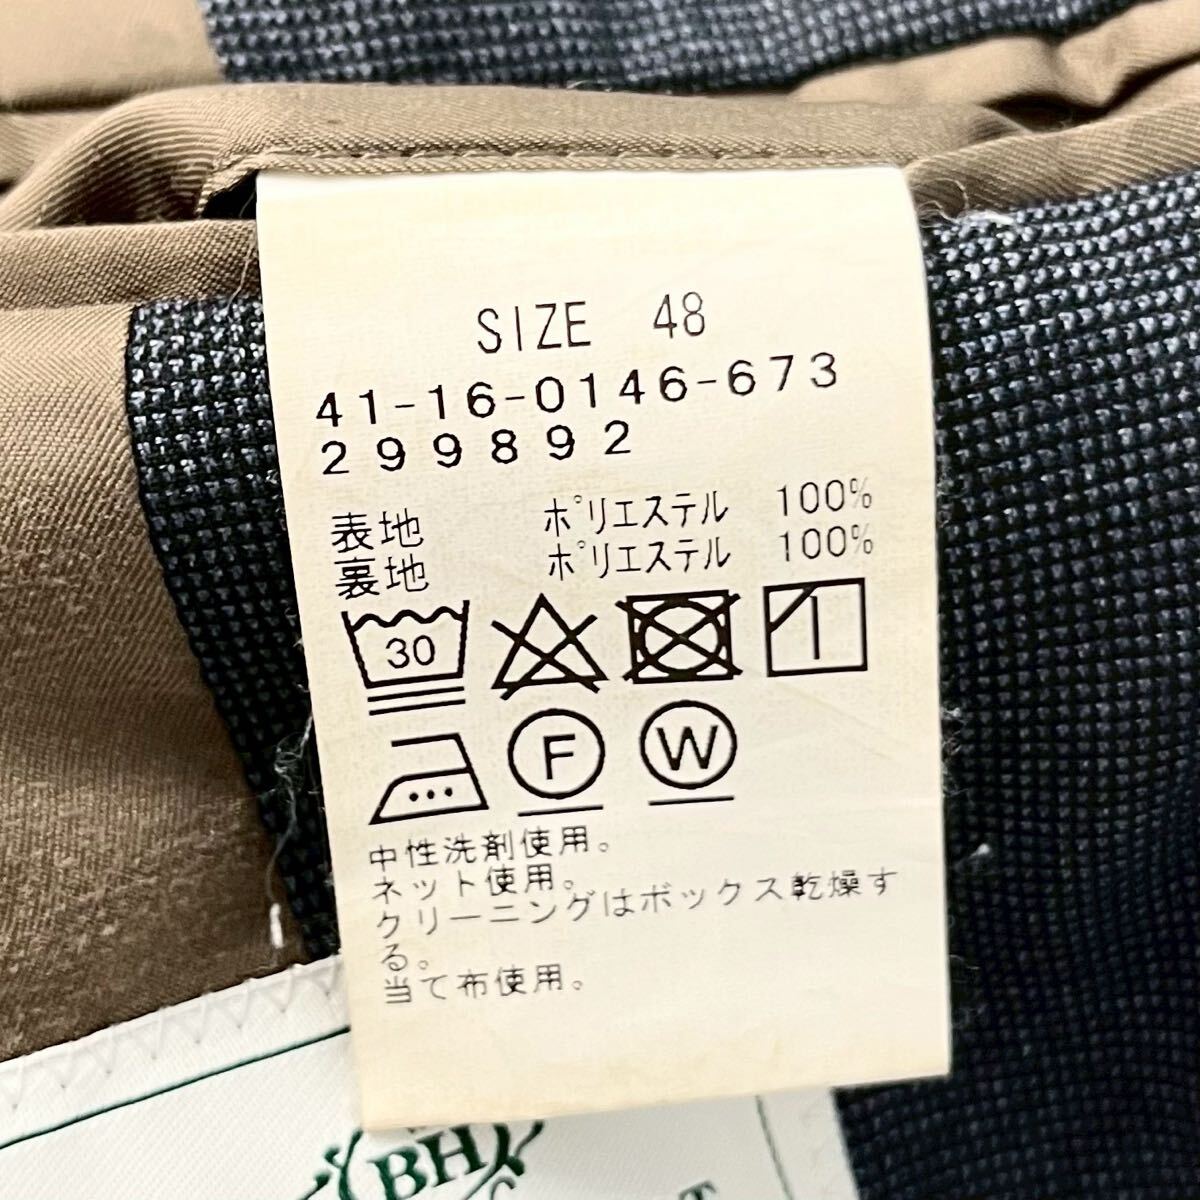 SIZE 48
41-16-0146-673
299892
表地 ポリエステル 100%
裏地 ポリエステル 100%
30
F W
中性洗剤使用。
ネット使用。
クリーニングはボックス乾燥す
る。
当て布使用。
BH